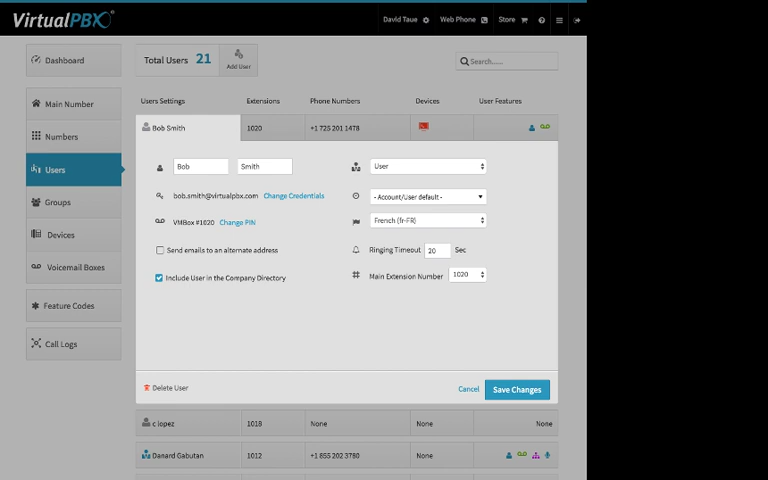 VirtualPBX
David Taue Web Phone Store
Dashboard
Total Users 21
Add User
Search......
Main Number
Numbers
Users
Groups
Devices
Voicemail Boxes
Feature Codes
Call Logs
Users Settings Extensions Phone Numbers Devices User Features
Bob Smith 1020 +1 725 201 1478
Bob Smith User
bob.smith@virtualpbx.com Change Credentials - Account/User default -
VMBox #1020 Change PIN French (fr-FR)
Send emails to an alternate address Ringing Timeout 20 Sec
Include User in the Company Directory Main Extension Number 1020
Delete User Cancel Save Changes
c lopez 1018 None None None
Danard Gabutan 1012 +1 855 202 3780 None